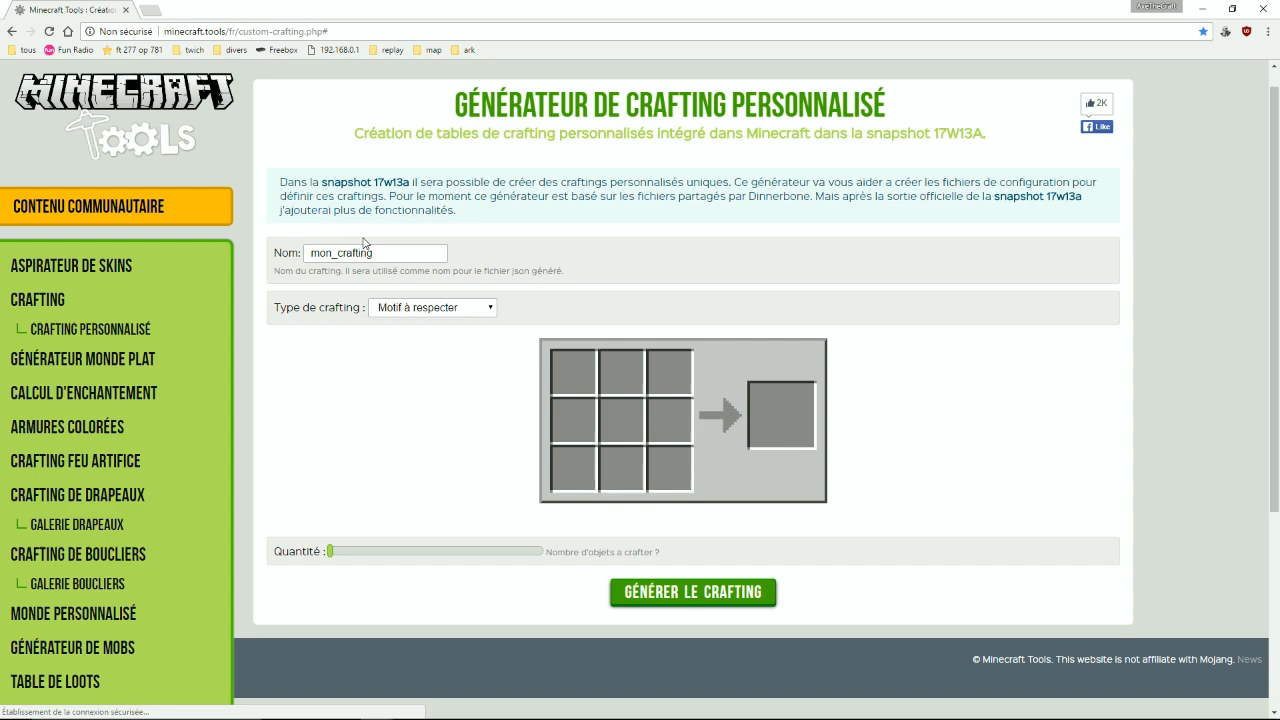 Minecraft Tools : Créatio
Non sécurisé minecraft.tools/fr/custom-crafting.php#
tous Fun Radio ft 277 op 781 twich divers Freebox 192.168.0.1 replay map ark
MINECRAFT
TOOLS
CONTENU COMMUNAUTAIRE
ASPIRATEUR DE SKINS
CRAFTING
CRAFTING PERSONNALISÉ
GÉNÉRATEUR MONDE PLAT
CALCUL D'ENCHANTEMENT
ARMURES COLORÉES
CRAFTING FEU ARTIFICE
CRAFTING DE DRAPEAUX
GALERIE DRAPEAUX
CRAFTING DE BOUCLIERS
GALERIE BOUCLIERS
MONDE PERSONNALISÉ
GÉNÉRATEUR DE MOBS
TABLE DE LOOTS
Établissement de la connexion sécurisée...
GÉNÉRATEUR DE CRAFTING PERSONNALISÉ
Création de tables de crafting personnalisés intégré dans Minecraft dans la snapshot 17W13A.
2K
Like
Dans la snapshot 17w13a il sera possible de créer des craftings personnalisés uniques. Ce générateur va vous aider a créer les fichiers de configuration pour
définir ces craftings. Pour le moment ce générateur est basé sur les fichiers partagés par Dinnerbone. Mais après la sortie officielle de la snapshot 17w13a
j'ajouterai plus de fonctionnalités.
Nom: mon_crafting
Nom du crafting. Il sera utilisé comme nom pour le fichier json généré.
Type de crafting : Motif à respecter
Quantité : Nombre d'objets a crafter ?
GÉNÉRER LE CRAFTING
© Minecraft Tools. This website is not affiliate with Mojang. News